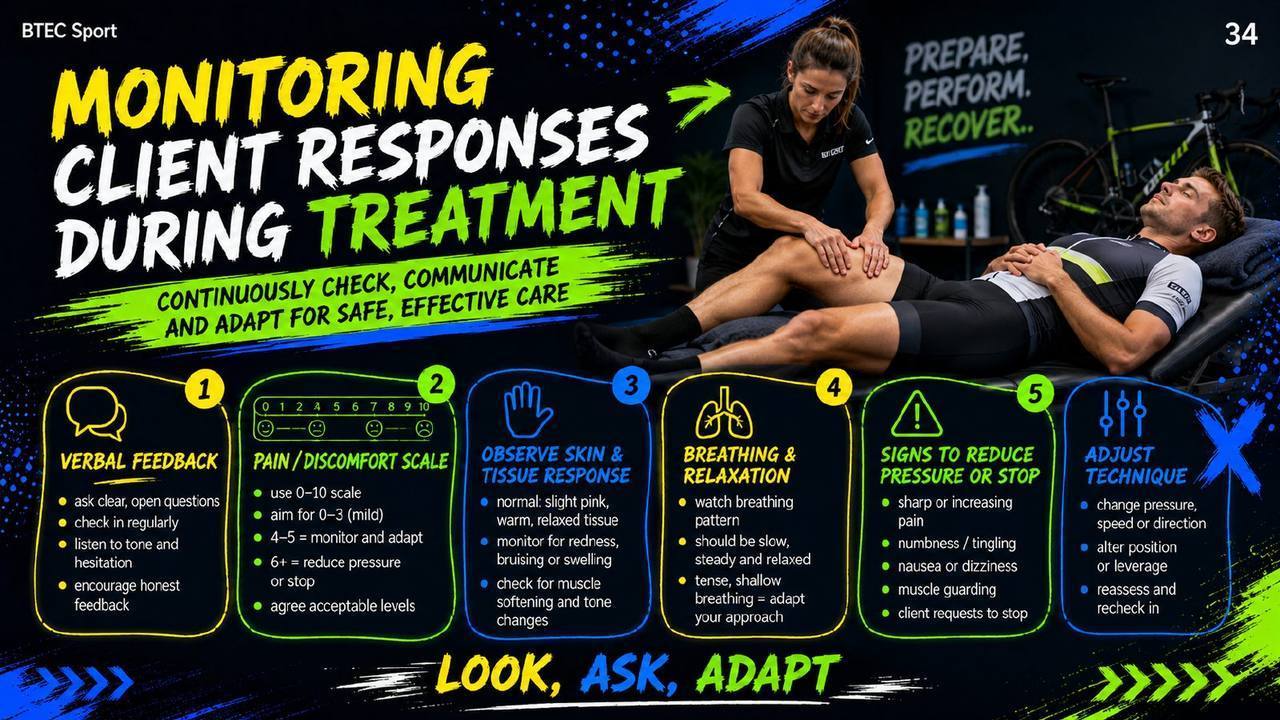 BTEC Sport
34
MONITORING
CLIENT RESPONSES
DURING TREATMENT
CONTINUOUSLY CHECK, COMMUNICATE
AND ADAPT FOR SAFE, EFFECTIVE CARE
PREPARE,
PERFORM.
RECOVER..
1
VERBAL FEEDBACK
ask clear, open questions
check in regularly
listen to tone and
hesitation
encourage honest
feedback
2
0 1 2 4 5 6 7 8 9 10
PAIN / DISCOMFORT SCALE
use 0–10 scale
aim for 0–3 (mild)
4–5 = monitor and adapt
6+ = reduce pressure
or stop
agree acceptable levels
3
OBSERVE SKIN &
TISSUE RESPONSE
normal: slight pink,
warm, relaxed tissue
monitor for redness,
bruising or swelling
check for muscle
softening and tone
changes
4
BREATHING &
RELAXATION
watch breathing
pattern
should be slow,
steady and relaxed
tense, shallow
breathing = adapt
your approach
5
SIGNS TO REDUCE
PRESSURE OR STOP
sharp or increasing
pain
numbness / tingling
nausea or dizziness
muscle guarding
client requests to stop
ADJUST
TECHNIQUE
change pressure,
speed or direction
alter position
or leverage
reassess and
recheck in
LOOK, ASK, ADAPT